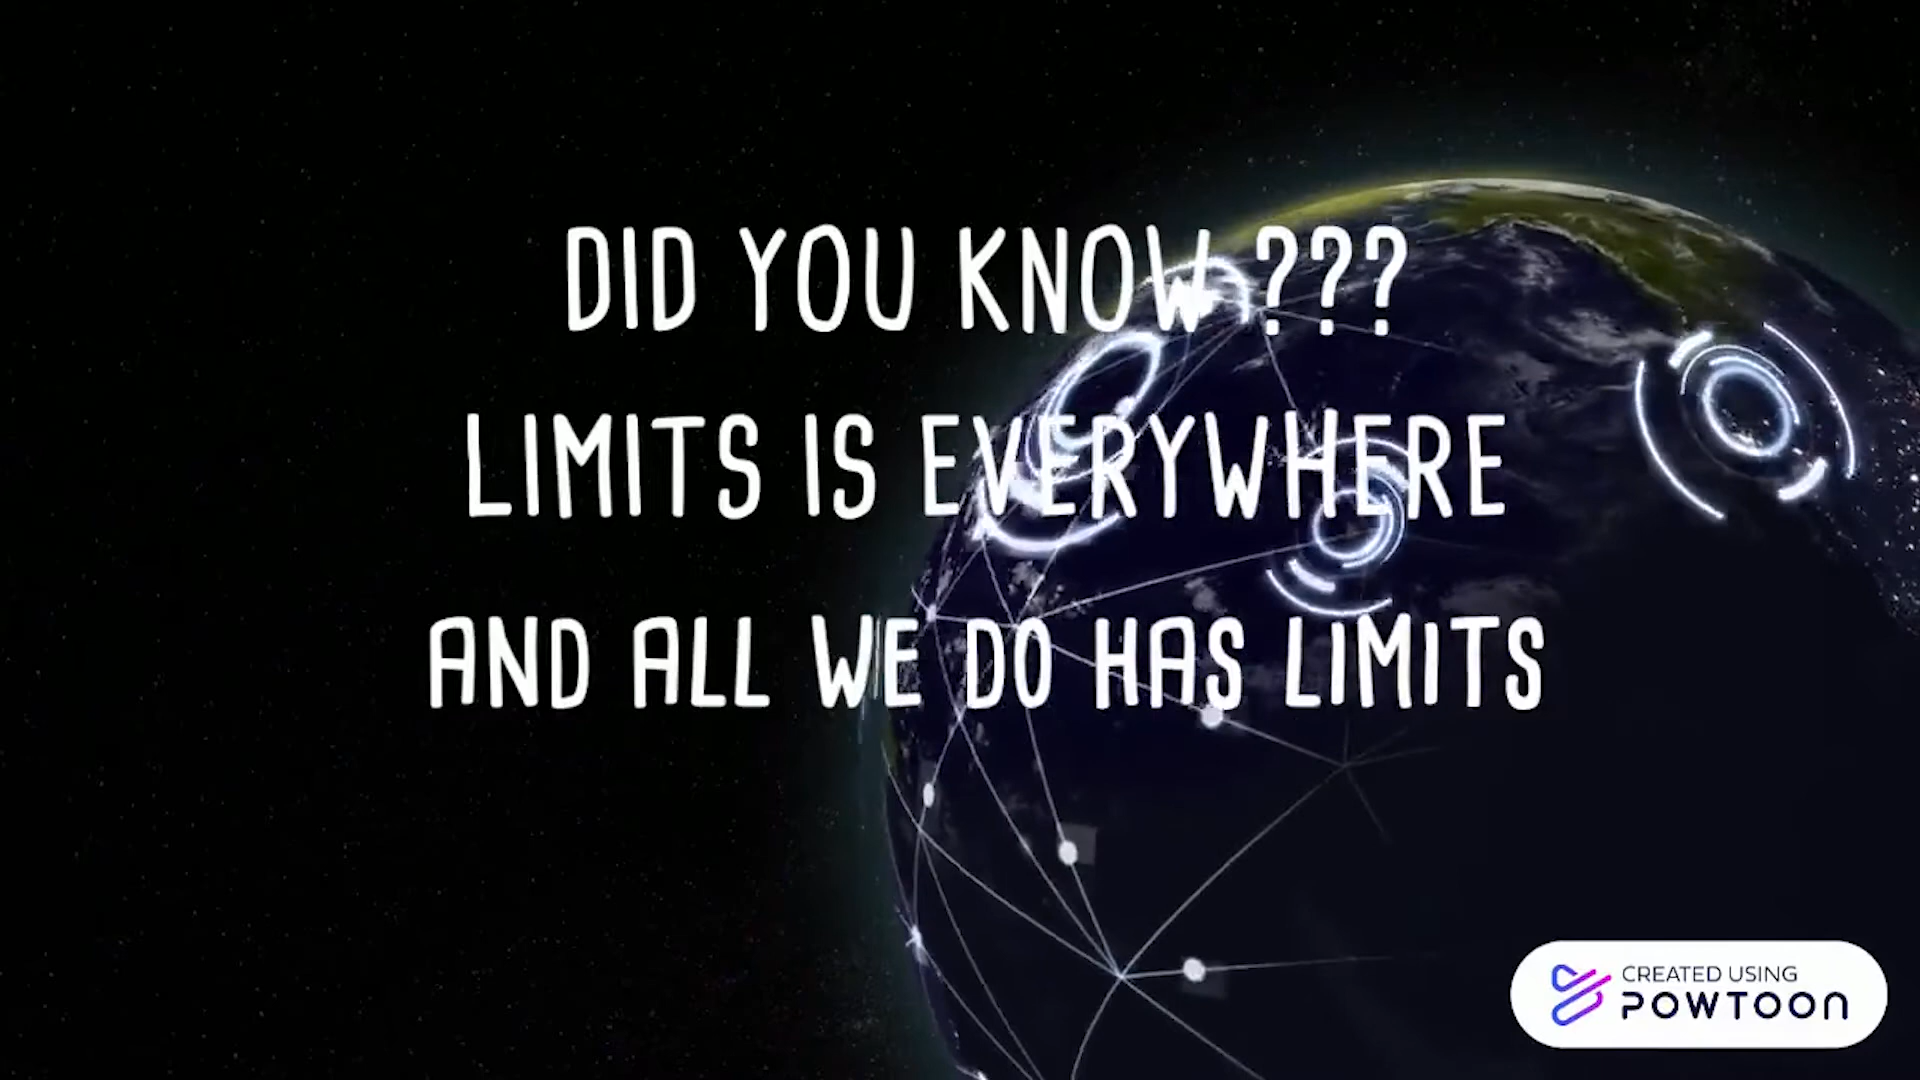 DID YOU KNOW ???
LIMITS IS EVERYWHERE
AND ALL WE DO HAS LIMITS
CREATED USING
POWTOON